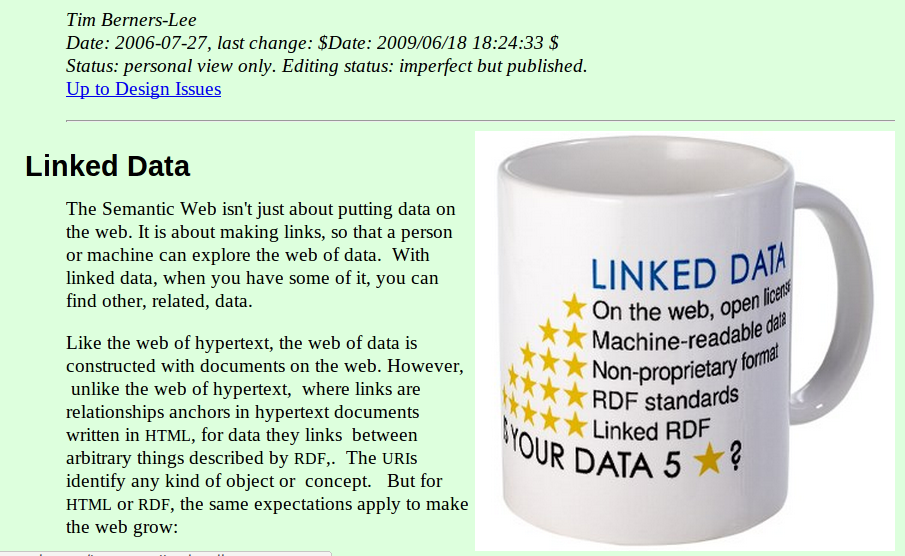 Tim Berners-Lee
Date: 2006-07-27, last change: $Date: 2009/06/18 18:24:33 $
Status: personal view only. Editing status: imperfect but published.
Up to Design Issues
Linked Data
The Semantic Web isn't just about putting data on
the web. It is about making links, so that a person
or machine can explore the web of data.  With
linked data, when you have some of it, you can
find other, related, data.
Like the web of hypertext, the web of data is
constructed with documents on the web. However,
unlike the web of hypertext,  where links are
relationships anchors in hypertext documents
written in HTML, for data they links  between
arbitrary things described by RDF,.  The URIs
identify any kind of object or  concept.   But for
HTML or RDF, the same expectations apply to make
the web grow:
LINKED DATA
★ On the web, open license
★★ Machine-readable data
★★★ Non-proprietary format
★★★★ RDF standards
★★★★★ Linked RDF
IS YOUR DATA 5 ★?